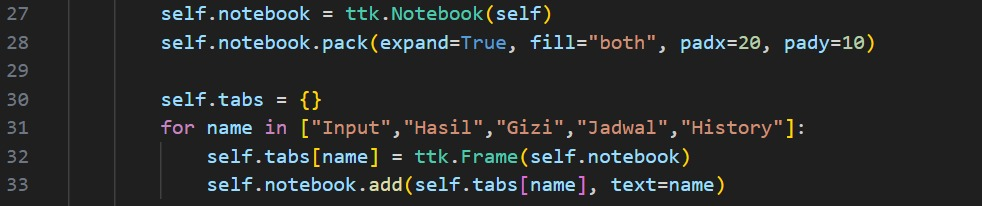 27 self.notebook = ttk.Notebook(self)
28 self.notebook.pack(expand=True, fill="both", padx=20, pady=10)
29
30 self.tabs = {}
31 for name in ["Input","Hasil","Gizi","Jadwal","History"]:
32 self.tabs[name] = ttk.Frame(self.notebook)
33 self.notebook.add(self.tabs[name], text=name)